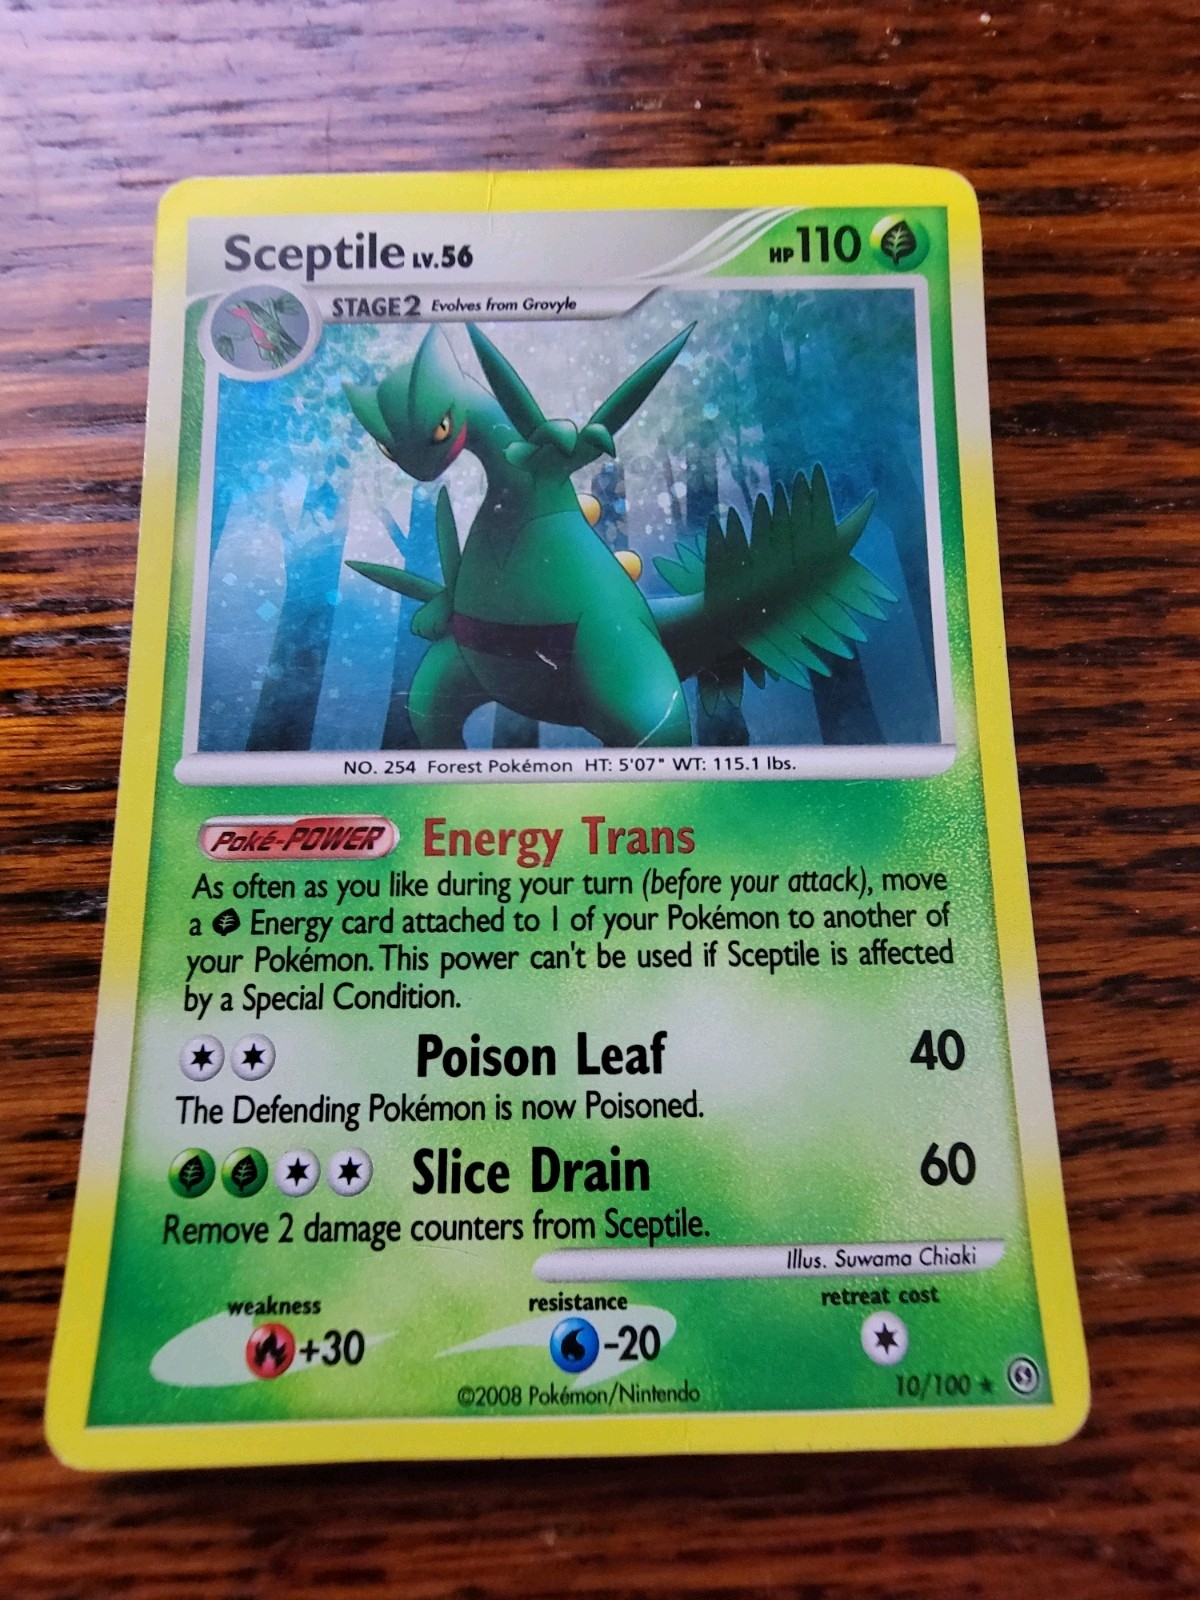 Sceptile LV.56 HP 110
STAGE 2 Evolves from Grovyle
NO. 254 Forest Pokémon HT: 5'07" WT: 115.1 lbs.
Poké-POWER Energy Trans
As often as you like during your turn (before your attack), move
a Energy card attached to 1 of your Pokémon to another of
your Pokémon. This power can't be used if Sceptile is affected
by a Special Condition.
Poison Leaf 40
The Defending Pokémon is now Poisoned.
Slice Drain 60
Remove 2 damage counters from Sceptile.
Illus. Suwama Chiaki
weakness resistance retreat cost
+30 -20
©2008 Pokémon/Nintendo 10/100 ★